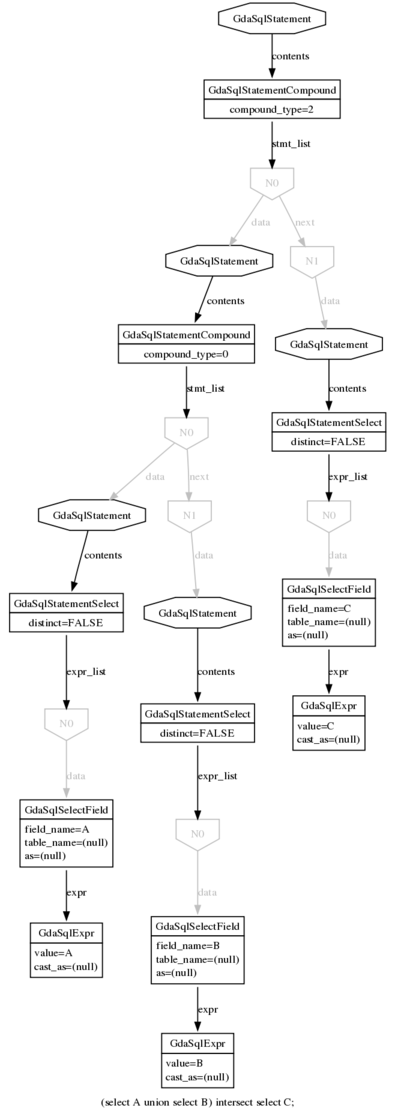 GdaSqlStatement
contents
GdaSqlStatementCompound
compound_type=2
stmt_list
N0
data
next
GdaSqlStatement
N1
contents
data
GdaSqlStatementCompound
compound_type=0
GdaSqlStatement
stmt_list
contents
N0
GdaSqlStatementSelect
distinct=FALSE
data
next
expr_list
GdaSqlStatement
N1
N0
contents
data
data
GdaSqlStatementSelect
distinct=FALSE
GdaSqlStatement
GdaSqlSelectField
field_name=C
table_name=(null)
as=(null)
expr_list
contents
expr
N0
GdaSqlStatementSelect
distinct=FALSE
GdaSqlExpr
value=C
cast_as=(null)
data
expr_list
GdaSqlSelectField
field_name=A
table_name=(null)
as=(null)
N0
expr
data
GdaSqlExpr
value=A
cast_as=(null)
GdaSqlSelectField
field_name=B
table_name=(null)
as=(null)
expr
GdaSqlExpr
value=B
cast_as=(null)
(select A union select B) intersect select C;